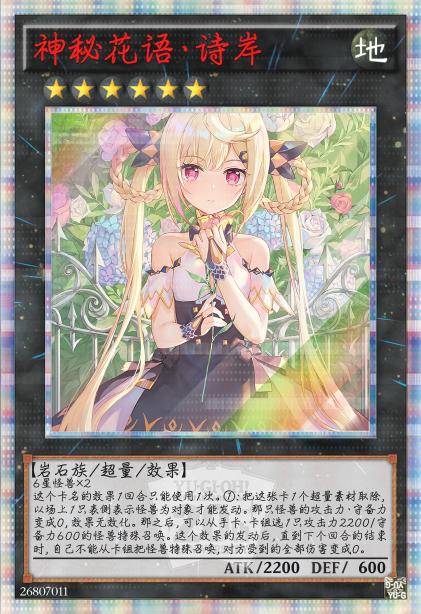 神秘花语·诗岸
地
【岩石族/超量/效果】
6星怪兽×2
这个卡名的效果1回合只能使用1次。①：把这张卡1个超量素材取除，
以场上1只表侧表示怪兽为对象才能发动。那只怪兽的攻击力·守备力
变成0，效果无效化。那之后，可以从手卡·卡组选1只攻击力2200/守
备力600的怪兽特殊召唤。这个效果的发动后，直到下个回合的结束
时，自己不能从卡组把怪兽特殊召唤，对方受到的全部伤害变成0。
YU-GI-OH!
ATK/2200 DEF/ 600
26807011